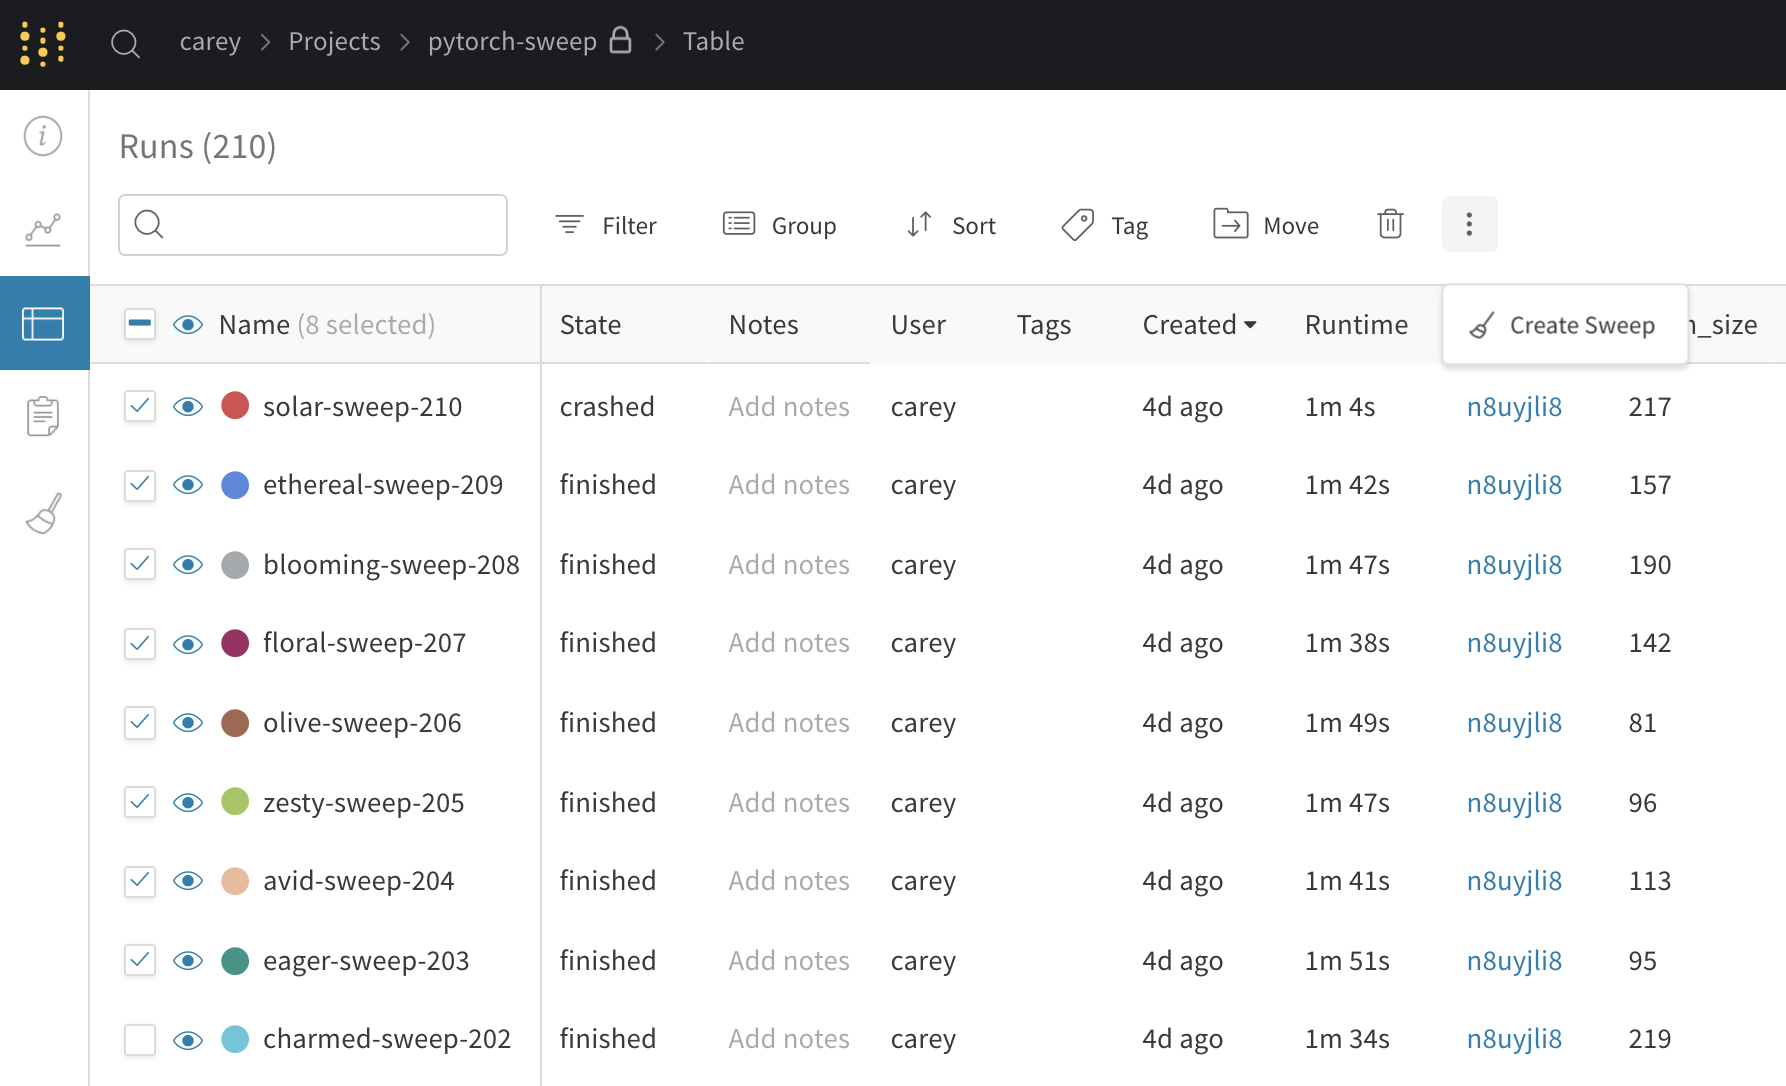 carey > Projects > pytorch-sweep > Table
Runs (210)
Filter Group Sort Tag Move
Name (8 selected) State Notes User Tags Created Runtime Create Sweep _size
solar-sweep-210 crashed Add notes carey 4d ago 1m 4s n8uyjli8 217
ethereal-sweep-209 finished Add notes carey 4d ago 1m 42s n8uyjli8 157
blooming-sweep-208 finished Add notes carey 4d ago 1m 47s n8uyjli8 190
floral-sweep-207 finished Add notes carey 4d ago 1m 38s n8uyjli8 142
olive-sweep-206 finished Add notes carey 4d ago 1m 49s n8uyjli8 81
zesty-sweep-205 finished Add notes carey 4d ago 1m 47s n8uyjli8 96
avid-sweep-204 finished Add notes carey 4d ago 1m 41s n8uyjli8 113
eager-sweep-203 finished Add notes carey 4d ago 1m 51s n8uyjli8 95
charmed-sweep-202 finished Add notes carey 4d ago 1m 34s n8uyjli8 219